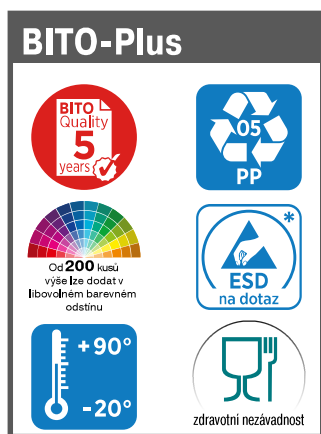 BITO-Plus
BITO
Quality
5
years
05
PP
Od 200 kusů
výše lze dodat v
libovolném barevném
odstínu
*
ESD
na dotaz
+90°
-20°
zdravotní nezávadnost